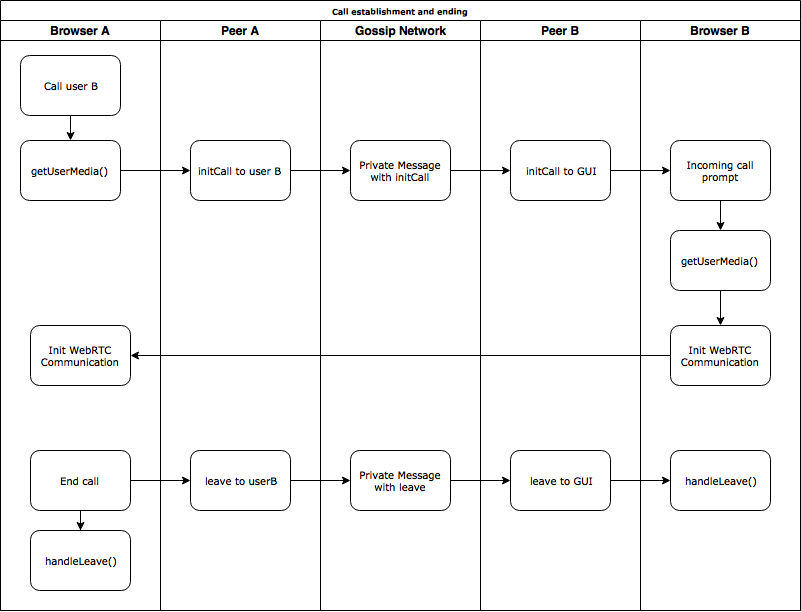 Call establishment and ending
Browser A
Peer A
Gossip Network
Peer B
Browser B
Call user B
getUserMedia()
initCall to user B
Private Message
with initCall
initCall to GUI
Incoming call
prompt
getUserMedia()
Init WebRTC
Communication
Init WebRTC
Communication
End call
leave to userB
Private Message
with leave
leave to GUI
handleLeave()
handleLeave()